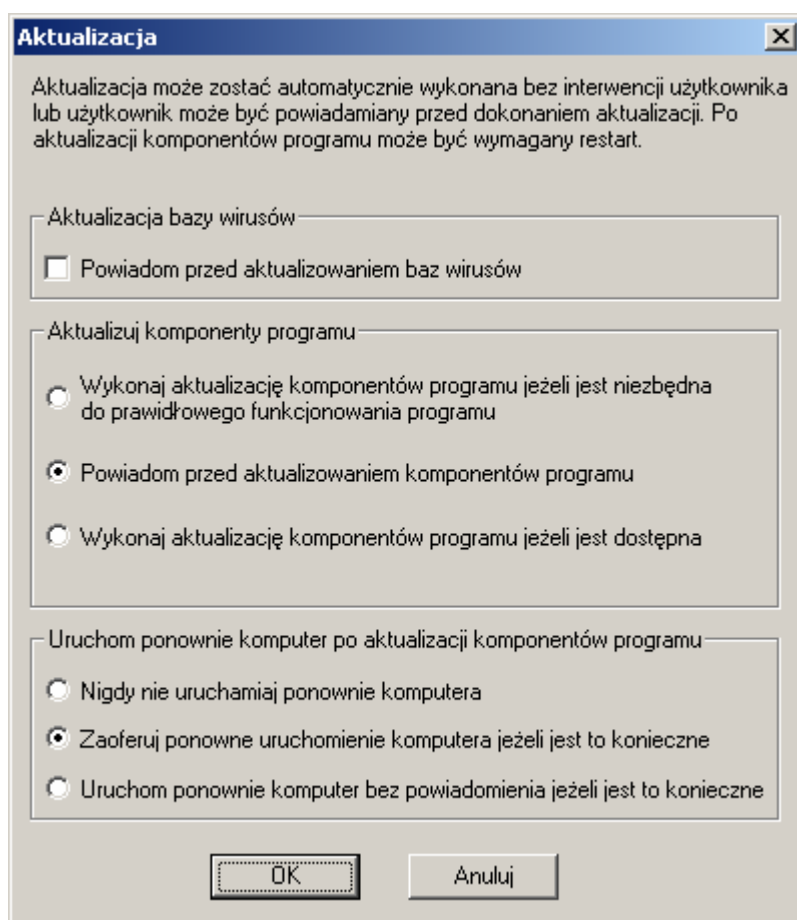 Aktualizacja
Aktualizacja może zostać automatycznie wykonana bez interwencji użytkownika
lub użytkownik może być powiadamiany przed dokonaniem aktualizacji. Po
aktualizacji komponentów programu może być wymagany restart.
Aktualizacja bazy wirusów
Powiadom przed aktualizowaniem baz wirusów
Aktualizuj komponenty programu
Wykonaj aktualizację komponentów programu jeżeli jest niezbędna
do prawidłowego funkcjonowania programu
Powiadom przed aktualizowaniem komponentów programu
Wykonaj aktualizację komponentów programu jeżeli jest dostępna
Uruchom ponownie komputer po aktualizacji komponentów programu
Nigdy nie uruchamiaj ponownie komputera
Zaoferuj ponowne uruchomienie komputera jeżeli jest to konieczne
Uruchom ponownie komputer bez powiadomienia jeżeli jest to konieczne
OK
Anuluj